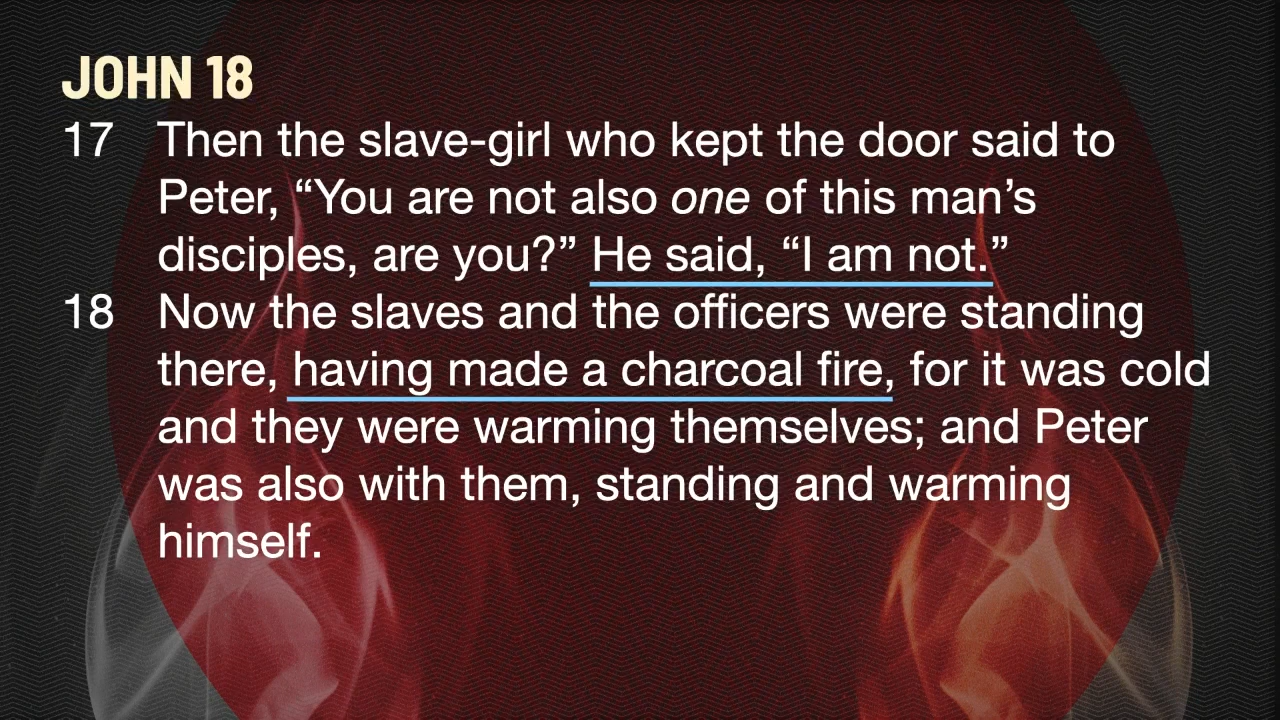 JOHN 18
17 Then the slave-girl who kept the door said to
Peter, “You are not also one of this man’s
disciples, are you?” He said, “I am not.”
18 Now the slaves and the officers were standing
there, having made a charcoal fire, for it was cold
and they were warming themselves; and Peter
was also with them, standing and warming
himself.